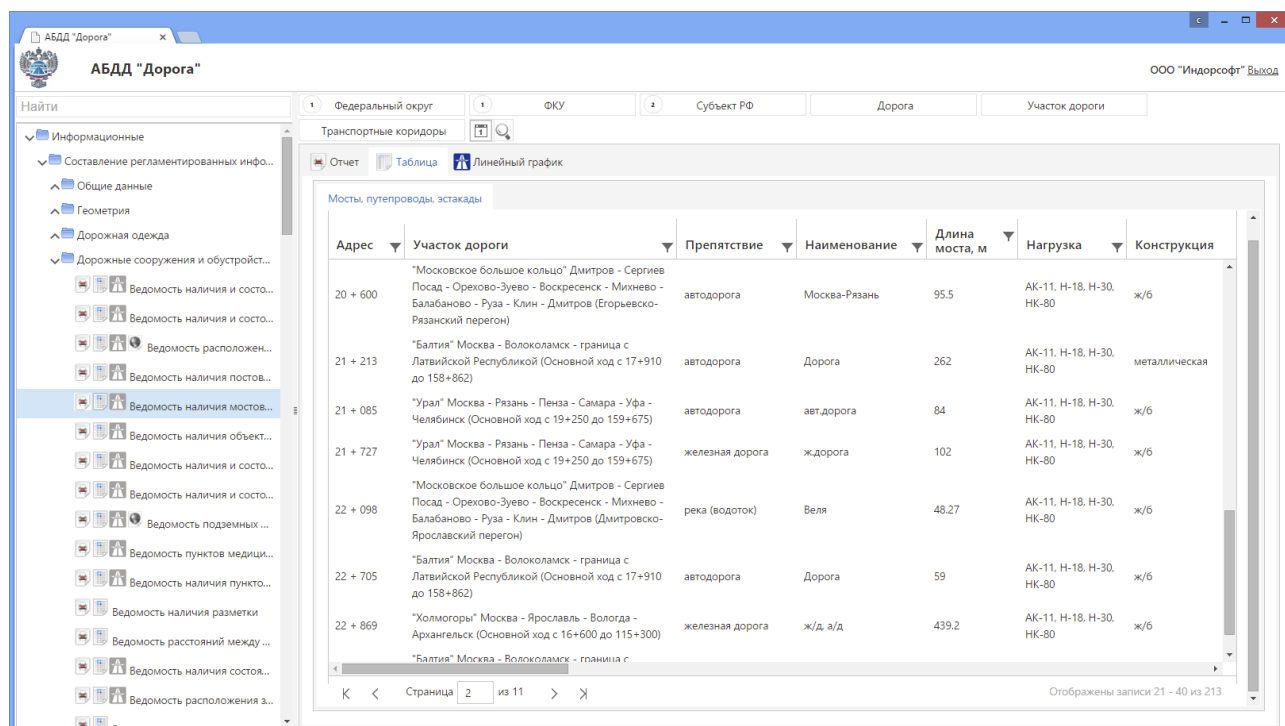 АБДД "Дорога"
АБДД "Дорога"
ООО "Индорсофт" Выход
Найти
1 Федеральный округ
1 ФКУ
2 Субъект РФ
Дорога
Участок дороги
Транспортные коридоры
1
Информационные
Составление регламентированных инфо...
Общие данные
Геометрия
Дорожная одежда
Дорожные сооружения и обустройст...
Ведомость наличия и состо...
Ведомость наличия и состо...
Ведомость расположен...
Ведомость наличия постов...
Ведомость наличия мостов...
Ведомость наличия объект...
Ведомость наличия и состо...
Ведомость наличия и состо...
Ведомость подземных ...
Ведомость пунктов медици...
Ведомость наличия пункто...
Ведомость наличия разметки
Ведомость расстояний между ...
Ведомость наличия состоя...
Ведомость расположения з...
Отчет
Таблица
Линейный график
Мосты, путепроводы, эстакады
Адрес
Участок дороги
Препятствие
Наименование
Длина
моста, м
Нагрузка
Конструкция
20 + 600
"Московское большое кольцо" Дмитров - Сергиев
Посад - Орехово-Зуево - Воскресенск - Михнево -
Балабаново - Руза - Клин - Дмитров (Егорьевско-
Рязанский перегон)
автодорога
Москва-Рязань
95.5
АК-11, Н-18, Н-30,
НК-80
ж/б
21 + 213
"Балтия" Москва - Волоколамск - граница с
Латвийской Республикой (Основной ход с 17+910
до 158+862)
автодорога
Дорога
262
АК-11, Н-18, Н-30,
НК-80
металлическая
21 + 085
"Урал" Москва - Рязань - Пенза - Самара - Уфа -
Челябинск (Основной ход с 19+250 до 159+675)
автодорога
авт.дорога
84
АК-11, Н-18, Н-30,
НК-80
ж/б
21 + 727
"Урал" Москва - Рязань - Пенза - Самара - Уфа -
Челябинск (Основной ход с 19+250 до 159+675)
железная дорога
ж.дорога
102
АК-11, Н-18, Н-30,
НК-80
ж/б
22 + 098
"Московское большое кольцо" Дмитров - Сергиев
Посад - Орехово-Зуево - Воскресенск - Михнево -
Балабаново - Руза - Клин - Дмитров (Дмитровско-
Ярославский перегон)
река (водоток)
Веля
48.27
АК-11, Н-18, Н-30,
НК-80
ж/б
22 + 705
"Балтия" Москва - Волоколамск - граница с
Латвийской Республикой (Основной ход с 17+910
до 158+862)
автодорога
Дорога
59
АК-11, Н-18, Н-30,
НК-80
ж/б
22 + 869
"Холмогоры" Москва - Ярославль - Вологда -
Архангельск (Основной ход с 16+600 до 115+300)
железная дорога
ж/д, а/д
439.2
АК-11, Н-18, Н-30,
НК-80
ж/б
"Балтия" Москва - Волоколамск - граница с
Страница 2 из 11
Отображены записи 21 - 40 из 213